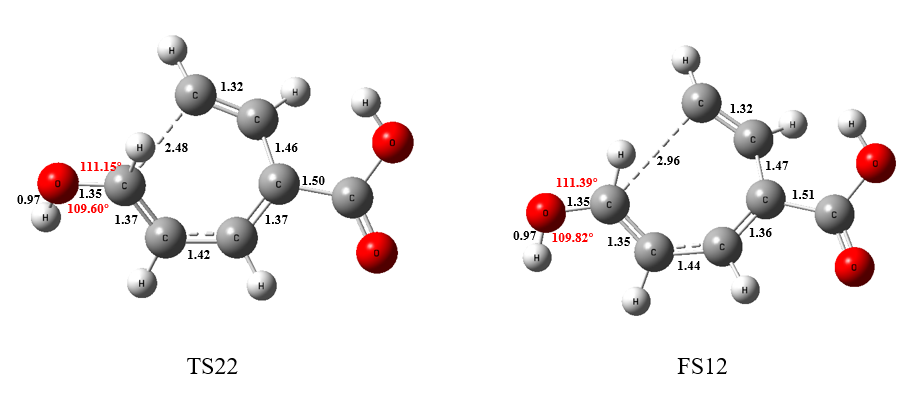 H
1.32
C
H
H
C
O
H
1.46
2.48
111.15°
O
1.35
C
C
1.50
C
0.97
109.60°
H
1.37
1.37
C
C
1.42
O
H
H
TS22
H
C
1.32
H
H
C
H
2.96
1.47
O
111.39°
O
1.35
C
C
1.51
C
0.97
109.82°
H
1.35
1.36
C
C
1.44
O
H
H
FS12